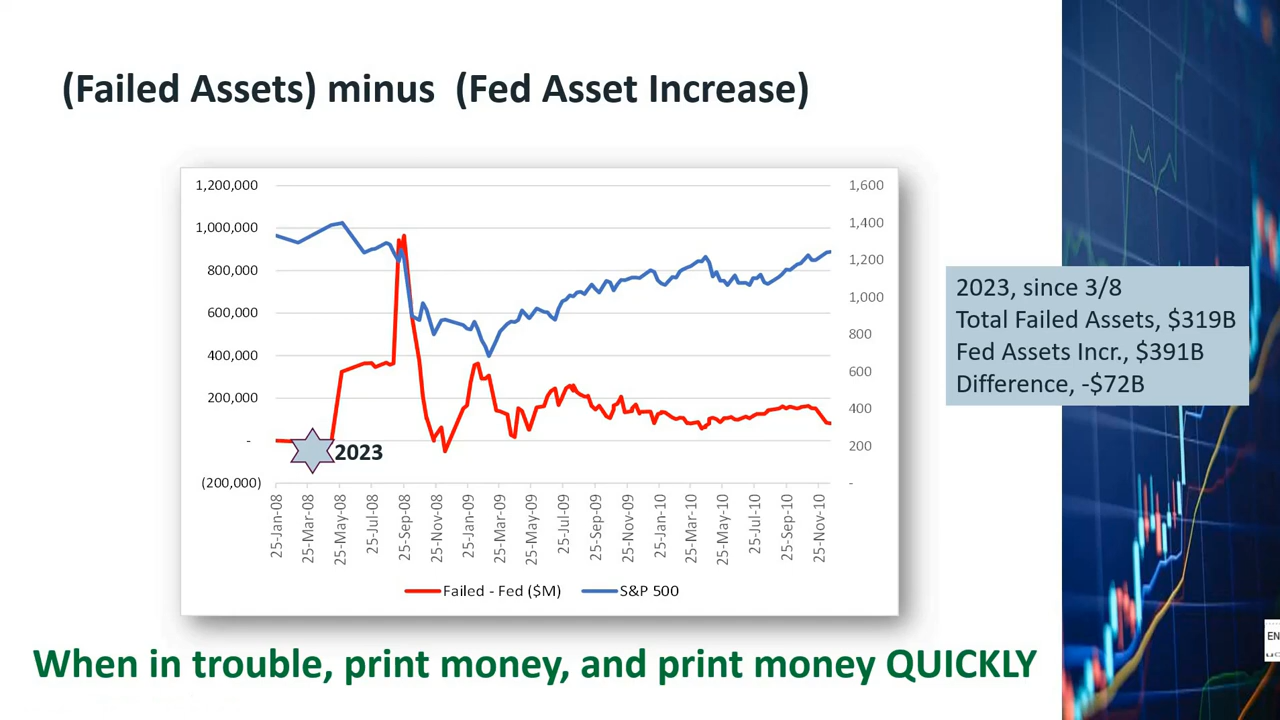 (Failed Assets) minus (Fed Asset Increase)
1,200,000
1,000,000
800,000
600,000
400,000
200,000
-
(200,000)
1,600
1,400
1,200
1,000
800
600
400
200
-
2023
25-Jan-08
25-Mar-08
25-May-08
25-Jul-08
25-Sep-08
25-Nov-08
25-Jan-09
25-Mar-09
25-May-09
25-Jul-09
25-Sep-09
25-Nov-09
25-Jan-10
25-Mar-10
25-May-10
25-Jul-10
25-Sep-10
25-Nov-10
Failed - Fed ($M)
S&P 500
2023, since 3/8
Total Failed Assets, $319B
Fed Assets Incr., $391B
Difference, -$72B
When in trouble, print money, and print money QUICKLY
EN